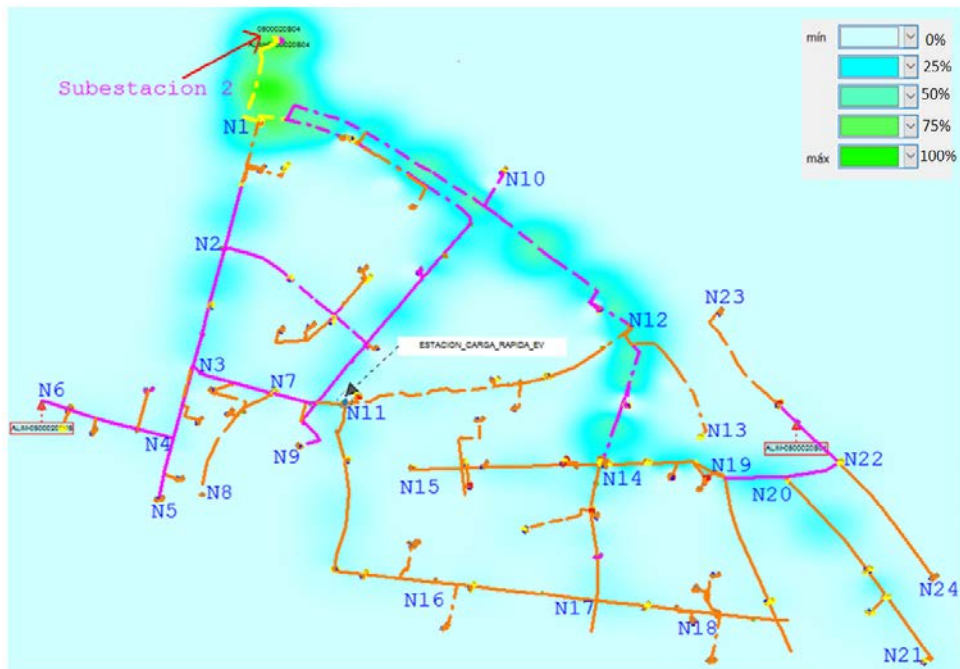 0500020S04
Subestacion 2
mín
0%
25%
50%
75%
máx
100%
N1
N10
N2
N23
N12
ESTACION_CARGA_RAPIDA_EV
N3
N7
N6
N11
N13
N4
N9
N22
N15
N14
N19
N20
N5
N8
N16
N17
N18
N24
N21